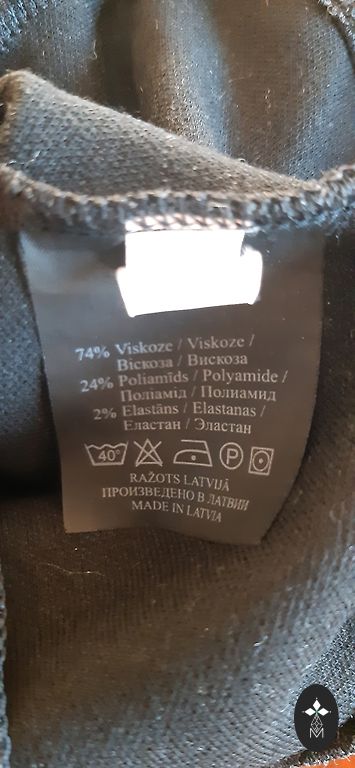 74% Viskoze / Viskoze /
Віскоза / Вискоза
24% Poliamīds / Polyamide /
Поліамід / Полиамид
2% Elastāns / Elastanas /
Еластан / Эластан
40°
P
RAŽOTS LATVIJĀ
ПРОИЗВЕДЕНО В ЛАТВИИ
MADE IN LATVIA
M